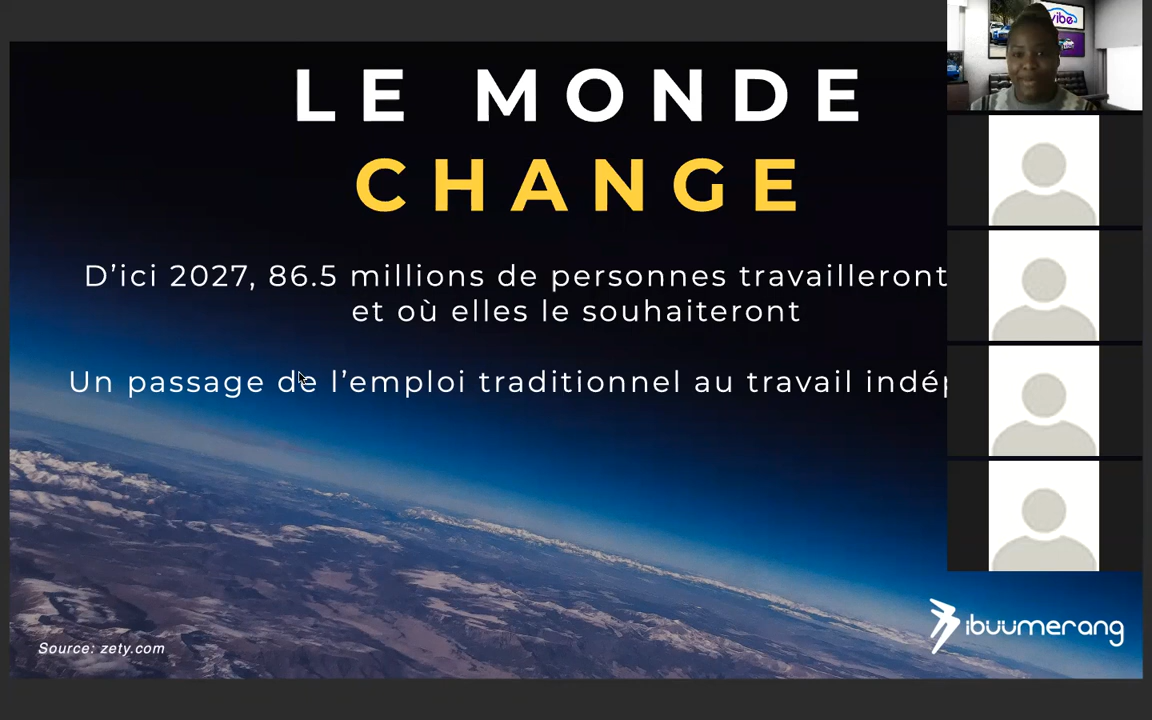 LE MONDE
CHANGE
D’ici 2027, 86.5 millions de personnes travailleront
et où elles le souhaiteront
Un passage de l’emploi traditionnel au travail
Source: zety.com
ibuumerang
vibe